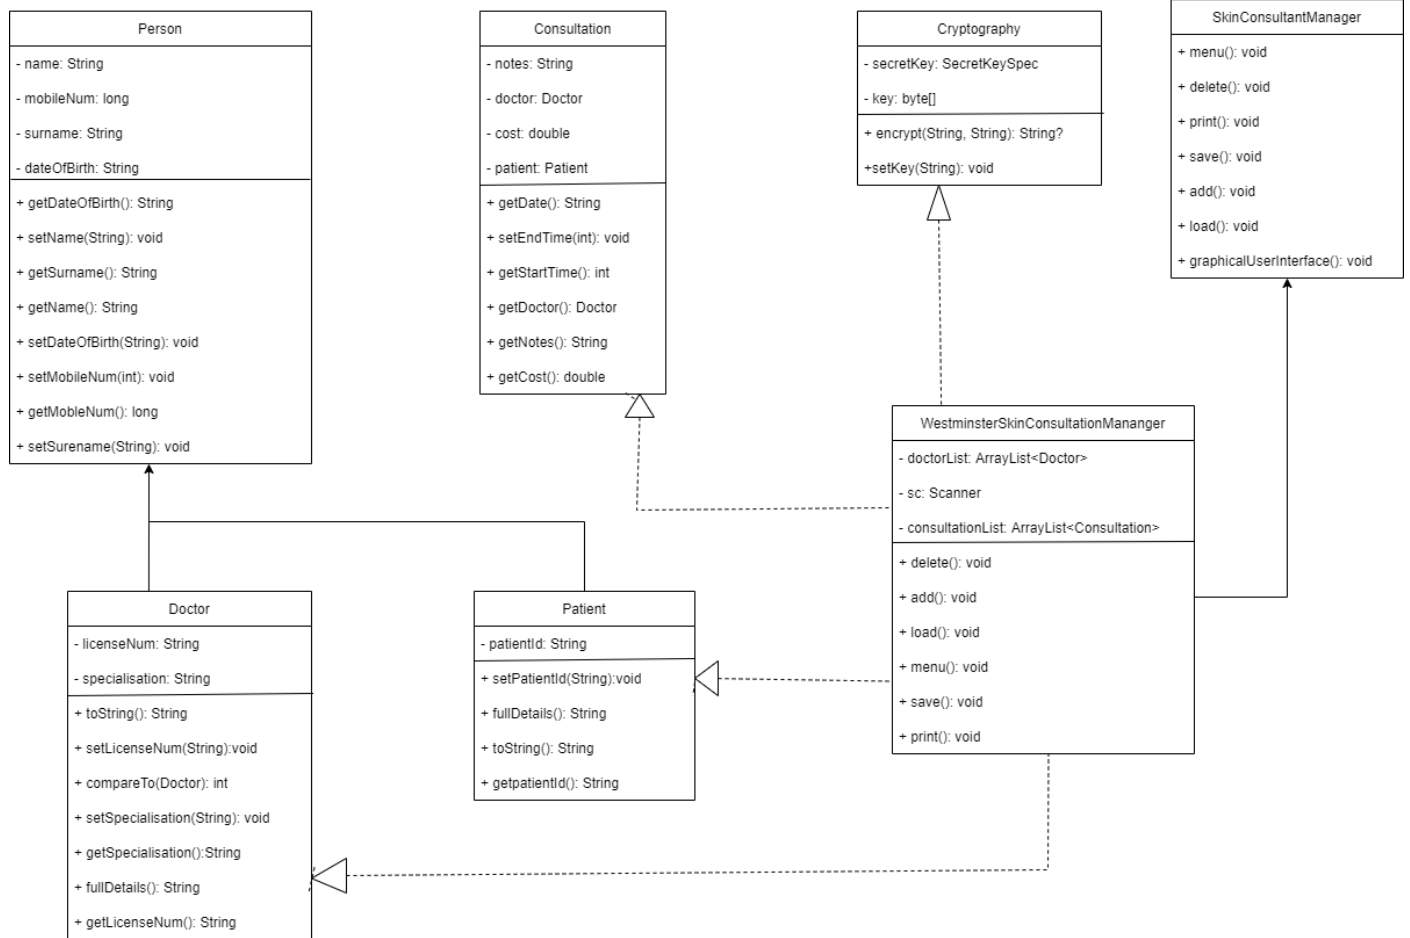 Person
- name: String
- mobileNum: long
- surname: String
- dateOfBirth: String
+ getDateOfBirth(): String
+ setName(String): void
+ getSurname(): String
+ getName(): String
+ setDateOfBirth(String): void
+ setMobileNum(int): void
+ getMobleNum(): long
+ setSurename(String): void
Consultation
- notes: String
- doctor: Doctor
- cost: double
- patient: Patient
+ getDate(): String
+ setEndTime(int): void
+ getStartTime(): int
+ getDoctor(): Doctor
+ getNotes(): String
+ getCost(): double
Cryptography
- secretKey: SecretKeySpec
- key: byte[]
+ encrypt(String, String): String?
+setKey(String): void
SkinConsultantManager
+ menu(): void
+ delete(): void
+ print(): void
+ save(): void
+ add(): void
+ load(): void
+ graphicalUserInterface(): void
Doctor
- licenseNum: String
- specialisation: String
+ toString(): String
+ setLicenseNum(String):void
+ compareTo(Doctor): int
+ setSpecialisation(String): void
+ getSpecialisation():String
+ fullDetails(): String
+ getLicenseNum(): String
Patient
- patientId: String
+ setPatientId(String):void
+ fullDetails(): String
+ toString(): String
+ getpatientId(): String
WestminsterSkinConsultationMananger
- doctorList: ArrayList<Doctor>
- sc: Scanner
- consultationList: ArrayList<Consultation>
+ delete(): void
+ add(): void
+ load(): void
+ menu(): void
+ save(): void
+ print(): void